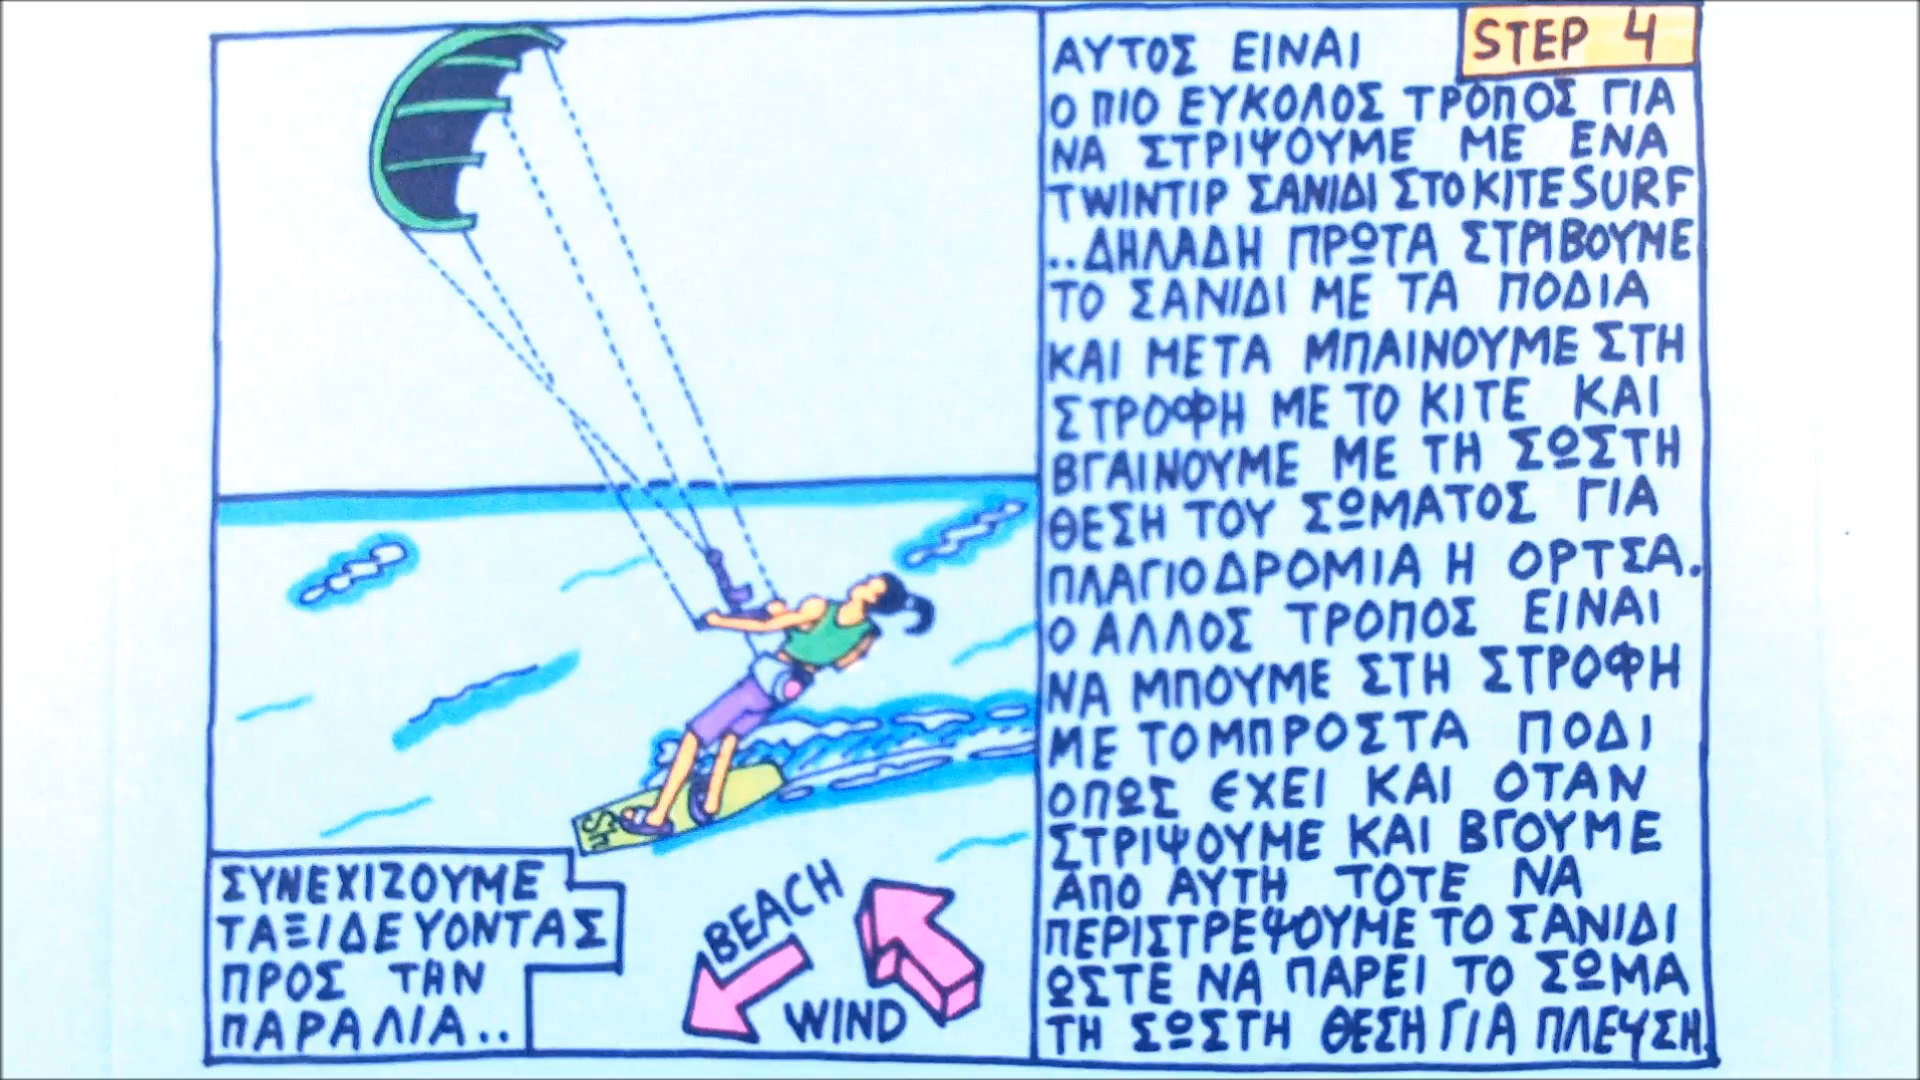 STEP 4
ΑΥΤΟΣ ΕΙΝΑΙ
Ο ΠΙΟ ΕΥΚΟΛΟΣ ΤΡΟΠΟΣ ΓΙΑ
ΝΑ ΣΤΡΙΨΟΥΜΕ ΜΕ ΕΝΑ
TWINTIP ΣΑΝΙΔΙ ΣΤΟ KITESURF
..ΔΗΛΑΔΗ ΠΡΩΤΑ ΣΤΡΙΒΟΥΜΕ
ΤΟ ΣΑΝΙΔΙ ΜΕ ΤΑ ΠΟΔΙΑ
ΚΑΙ ΜΕΤΑ ΜΠΑΙΝΟΥΜΕ ΣΤΗ
ΣΤΡΟΦΗ ΜΕ ΤΟ ΚΙΤΕ ΚΑΙ
ΒΓΑΙΝΟΥΜΕ ΜΕ ΤΗ ΣΩΣΤΗ
ΘΕΣΗ ΤΟΥ ΣΩΜΑΤΟΣ ΓΙΑ
ΠΛΑΓΙΟΔΡΟΜΙΑ Η ΟΡΤΣΑ.
Ο ΑΛΛΟΣ ΤΡΟΠΟΣ ΕΙΝΑΙ
ΝΑ ΜΠΟΥΜΕ ΣΤΗ ΣΤΡΟΦΗ
ΜΕ ΤΟ ΜΠΡΟΣΤΑ ΠΟΔΙ
ΟΠΩΣ ΕΧΕΙ ΚΑΙ ΟΤΑΝ
ΣΤΡΙΨΟΥΜΕ ΚΑΙ ΒΓΟΥΜΕ
ΑΠΟ ΑΥΤΗ ΤΟΤΕ ΝΑ
ΠΕΡΙΣΤΡΕΨΟΥΜΕ ΤΟ ΣΑΝΙΔΙ
ΩΣΤΕ ΝΑ ΠΑΡΕΙ ΤΟ ΣΩΜΑ
ΤΗ ΣΩΣΤΗ ΘΕΣΗ ΓΙΑ ΠΛΕΥΣΗ.
ΣΥΝΕΧΙΖΟΥΜΕ
ΤΑΞΙΔΕΥΟΝΤΑΣ
ΠΡΟΣ ΤΗΝ
ΠΑΡΑΛΙΑ..
BEACH
WIND